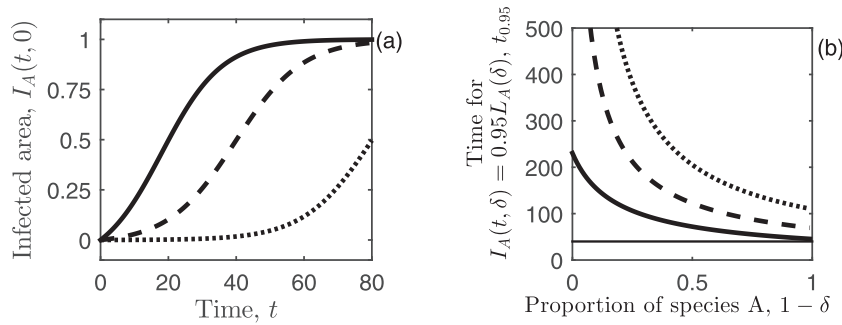 Infected area, I_A(t, 0)
1
0.75
0.5
0.25
0
0
20
40
60
80
Time, t
(a)
Time for
I_A(t, δ) = 0.95L_A(δ), t_{0.95}
500
400
300
200
100
0
0
0.5
1
Proportion of species A, 1 − δ
(b)